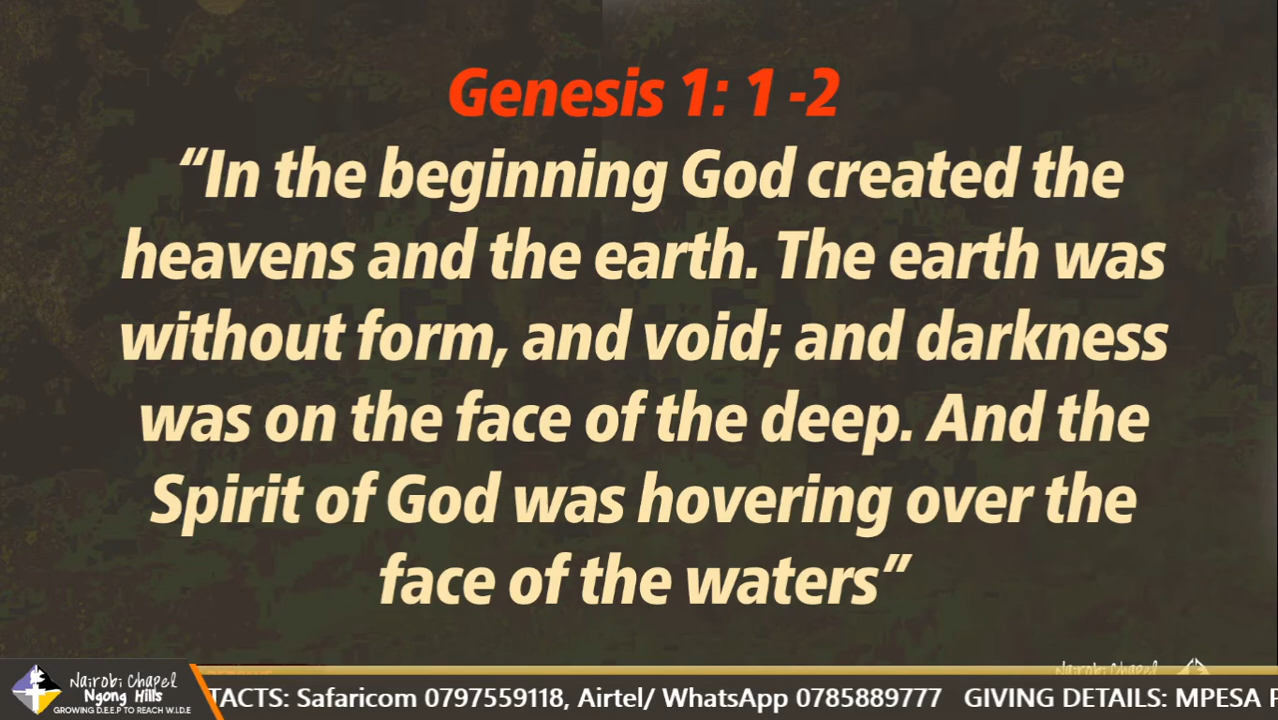 Genesis 1: 1 -2
“In the beginning God created the
heavens and the earth. The earth was
without form, and void; and darkness
was on the face of the deep. And the
Spirit of God was hovering over the
face of the waters”
Nairobi Chapel
Nairobi Chapel
Ngong Hills
GROWING D.E.E.P TO REACH W.I.D.E
TACTS: Safaricom 0797559118, Airtel/ WhatsApp 0785889777 GIVING DETAILS: MPESA